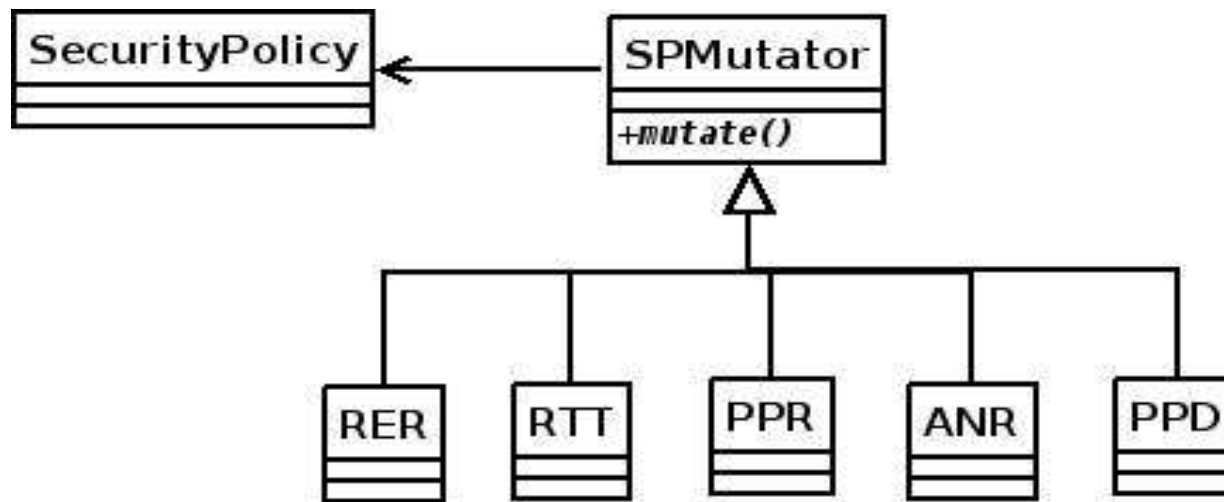 SecurityPolicy
SPMutator
+mutate()
RER
RTT
PPR
ANR
PPD